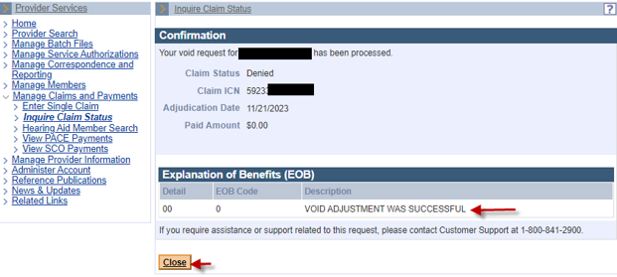 Provider Services
Home
Provider Search
Manage Batch Files
Manage Service Authorizations
Manage Correspondence and
Reporting
Manage Members
Manage Claims and Payments
Enter Single Claim
Inquire Claim Status
Hearing Aid Member Search
View PACE Payments
View SCO Payments
Manage Provider Information
Administer Account
Reference Publications
News & Updates
Related Links
Inquire Claim Status
?
Confirmation
Your void request for has been processed.
Claim Status Denied
Claim ICN 5923
Adjudication Date 11/21/2023
Paid Amount $0.00
Explanation of Benefits (EOB)
Detail EOB Code Description
00 0 VOID ADJUSTMENT WAS SUCCESSFUL
If you require assistance or support related to this request, please contact Customer Support at 1-800-841-2900.
Close